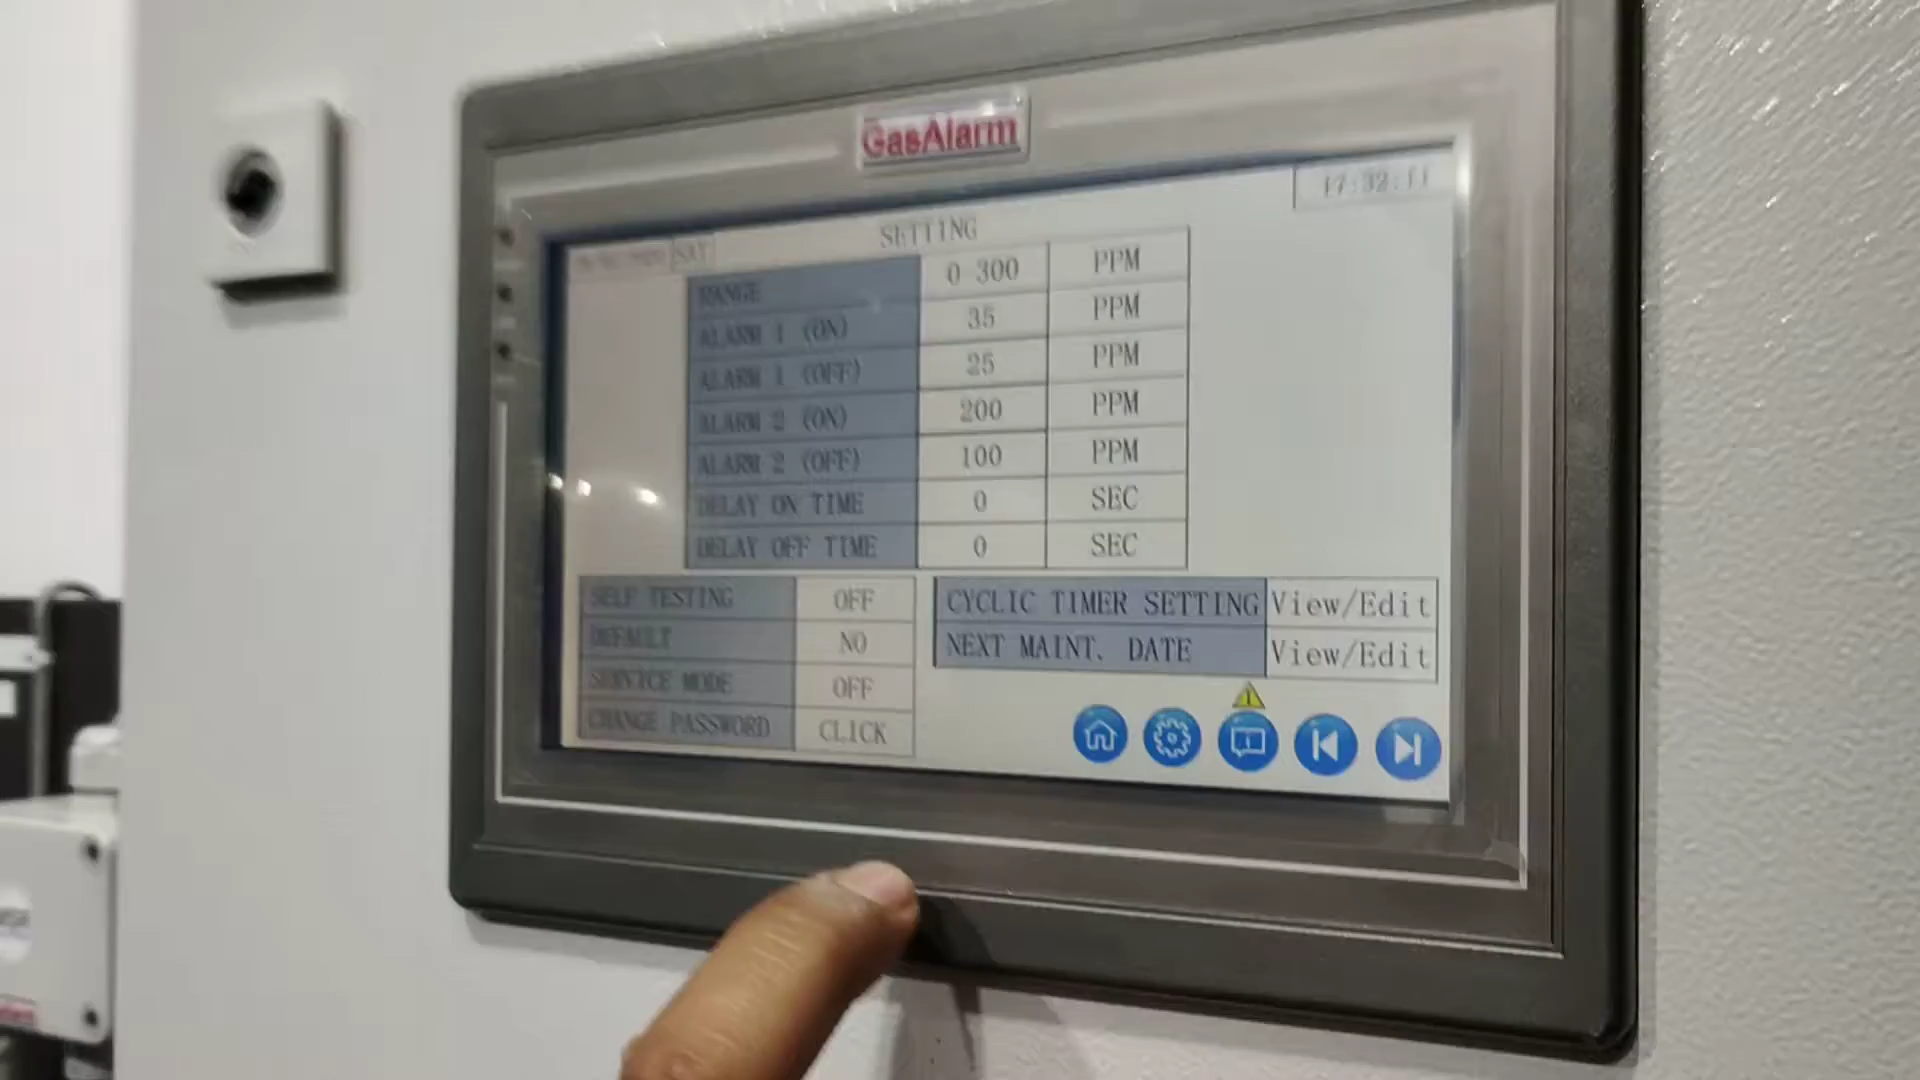 GasAlarm
17:32:11
SAT
SETTING
RANGE 0 300 PPM
ALARM 1 (ON) 35 PPM
ALARM 1 (OFF) 25 PPM
ALARM 2 (ON) 200 PPM
ALARM 2 (OFF) 100 PPM
DELAY ON TIME 0 SEC
DELAY OFF TIME 0 SEC
SELF TESTING OFF
DEFAULT NO
SERVICE MODE OFF
CHANGE PASSWORD CLICK
CYCLIC TIMER SETTING View/Edit
NEXT MAINT. DATE View/Edit